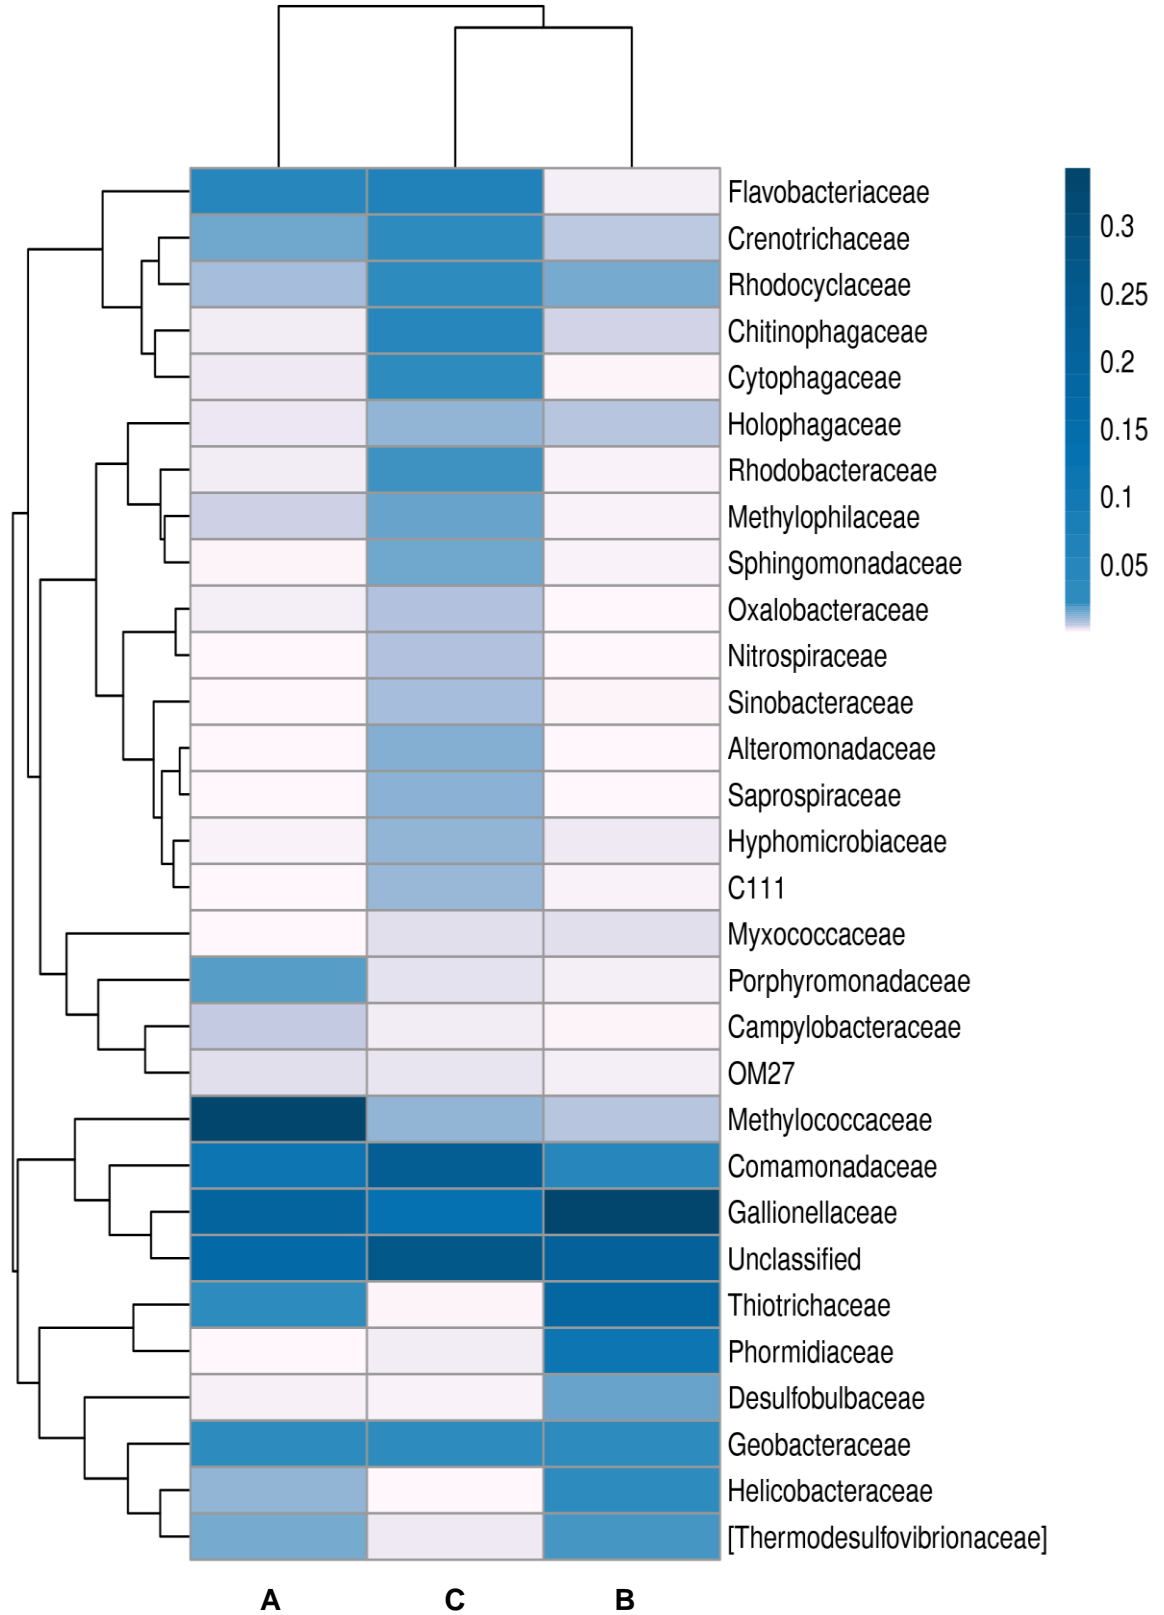 Flavobacteriaceae
Crenotrichaceae
Rhodocyclaceae
Chitinophagaceae
Cytophagaceae
Holophagaceae
Rhodobacteraceae
Methylophilaceae
Sphingomonadaceae
Oxalobacteraceae
Nitrospiraceae
Sinobacteraceae
Alteromonadaceae
Saprospiraceae
Hyphomicrobiaceae
C111
Myxococcaceae
Porphyromonadaceae
Campylobacteraceae
OM27
Methylococcaceae
Comamonadaceae
Gallionellaceae
Unclassified
Thiotrichaceae
Phormidiaceae
Desulfobulbaceae
Geobacteraceae
Helicobacteraceae
[Thermodesulfovibrionaceae]
0.3
0.25
0.2
0.15
0.1
0.05
A C B